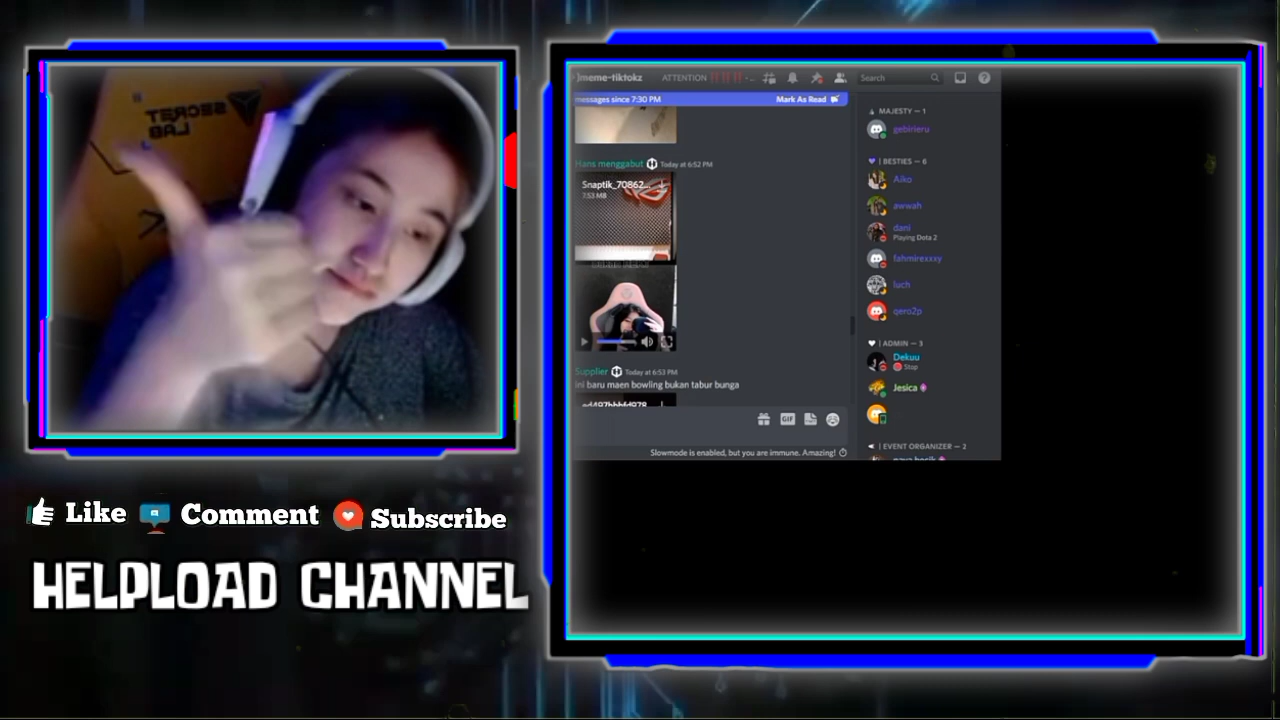 SECRET
LAB
]meme-tiktokz
ATTENTION
Search
messages since 7:30 PM
Mark As Read
Hans menggabut Today at 6:52 PM
Snaptik_70862...
7.53 MB
Supplier Today at 6:53 PM
ini baru maen bowling bukan tabur bunga
GIF
Slowmode is enabled, but you are immune. Amazing!
MAJESTY — 1
gebirieru
| BESTIES — 6
Aiko
awwah
dani
Playing Dota 2
fahmirexxxy
luch
qero2p
| ADMIN — 3
Dekuu
Stop
Jesica
| EVENT ORGANIZER — 2
Like Comment Subscribe
HELPLOAD CHANNEL